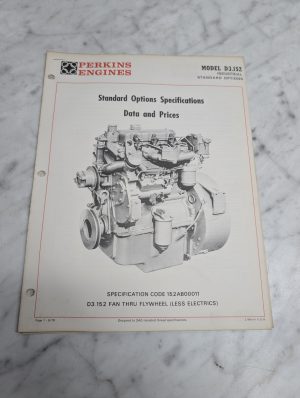 PERKINS
ENGINES
MODEL D3.152
INDUSTRIAL
STANDARD OPTIONS
Standard Options Specifications
Data and Prices
SPECIFICATION CODE 152AB00011
D3.152 FAN THRU FLYWHEEL (LESS ELECTRICS)